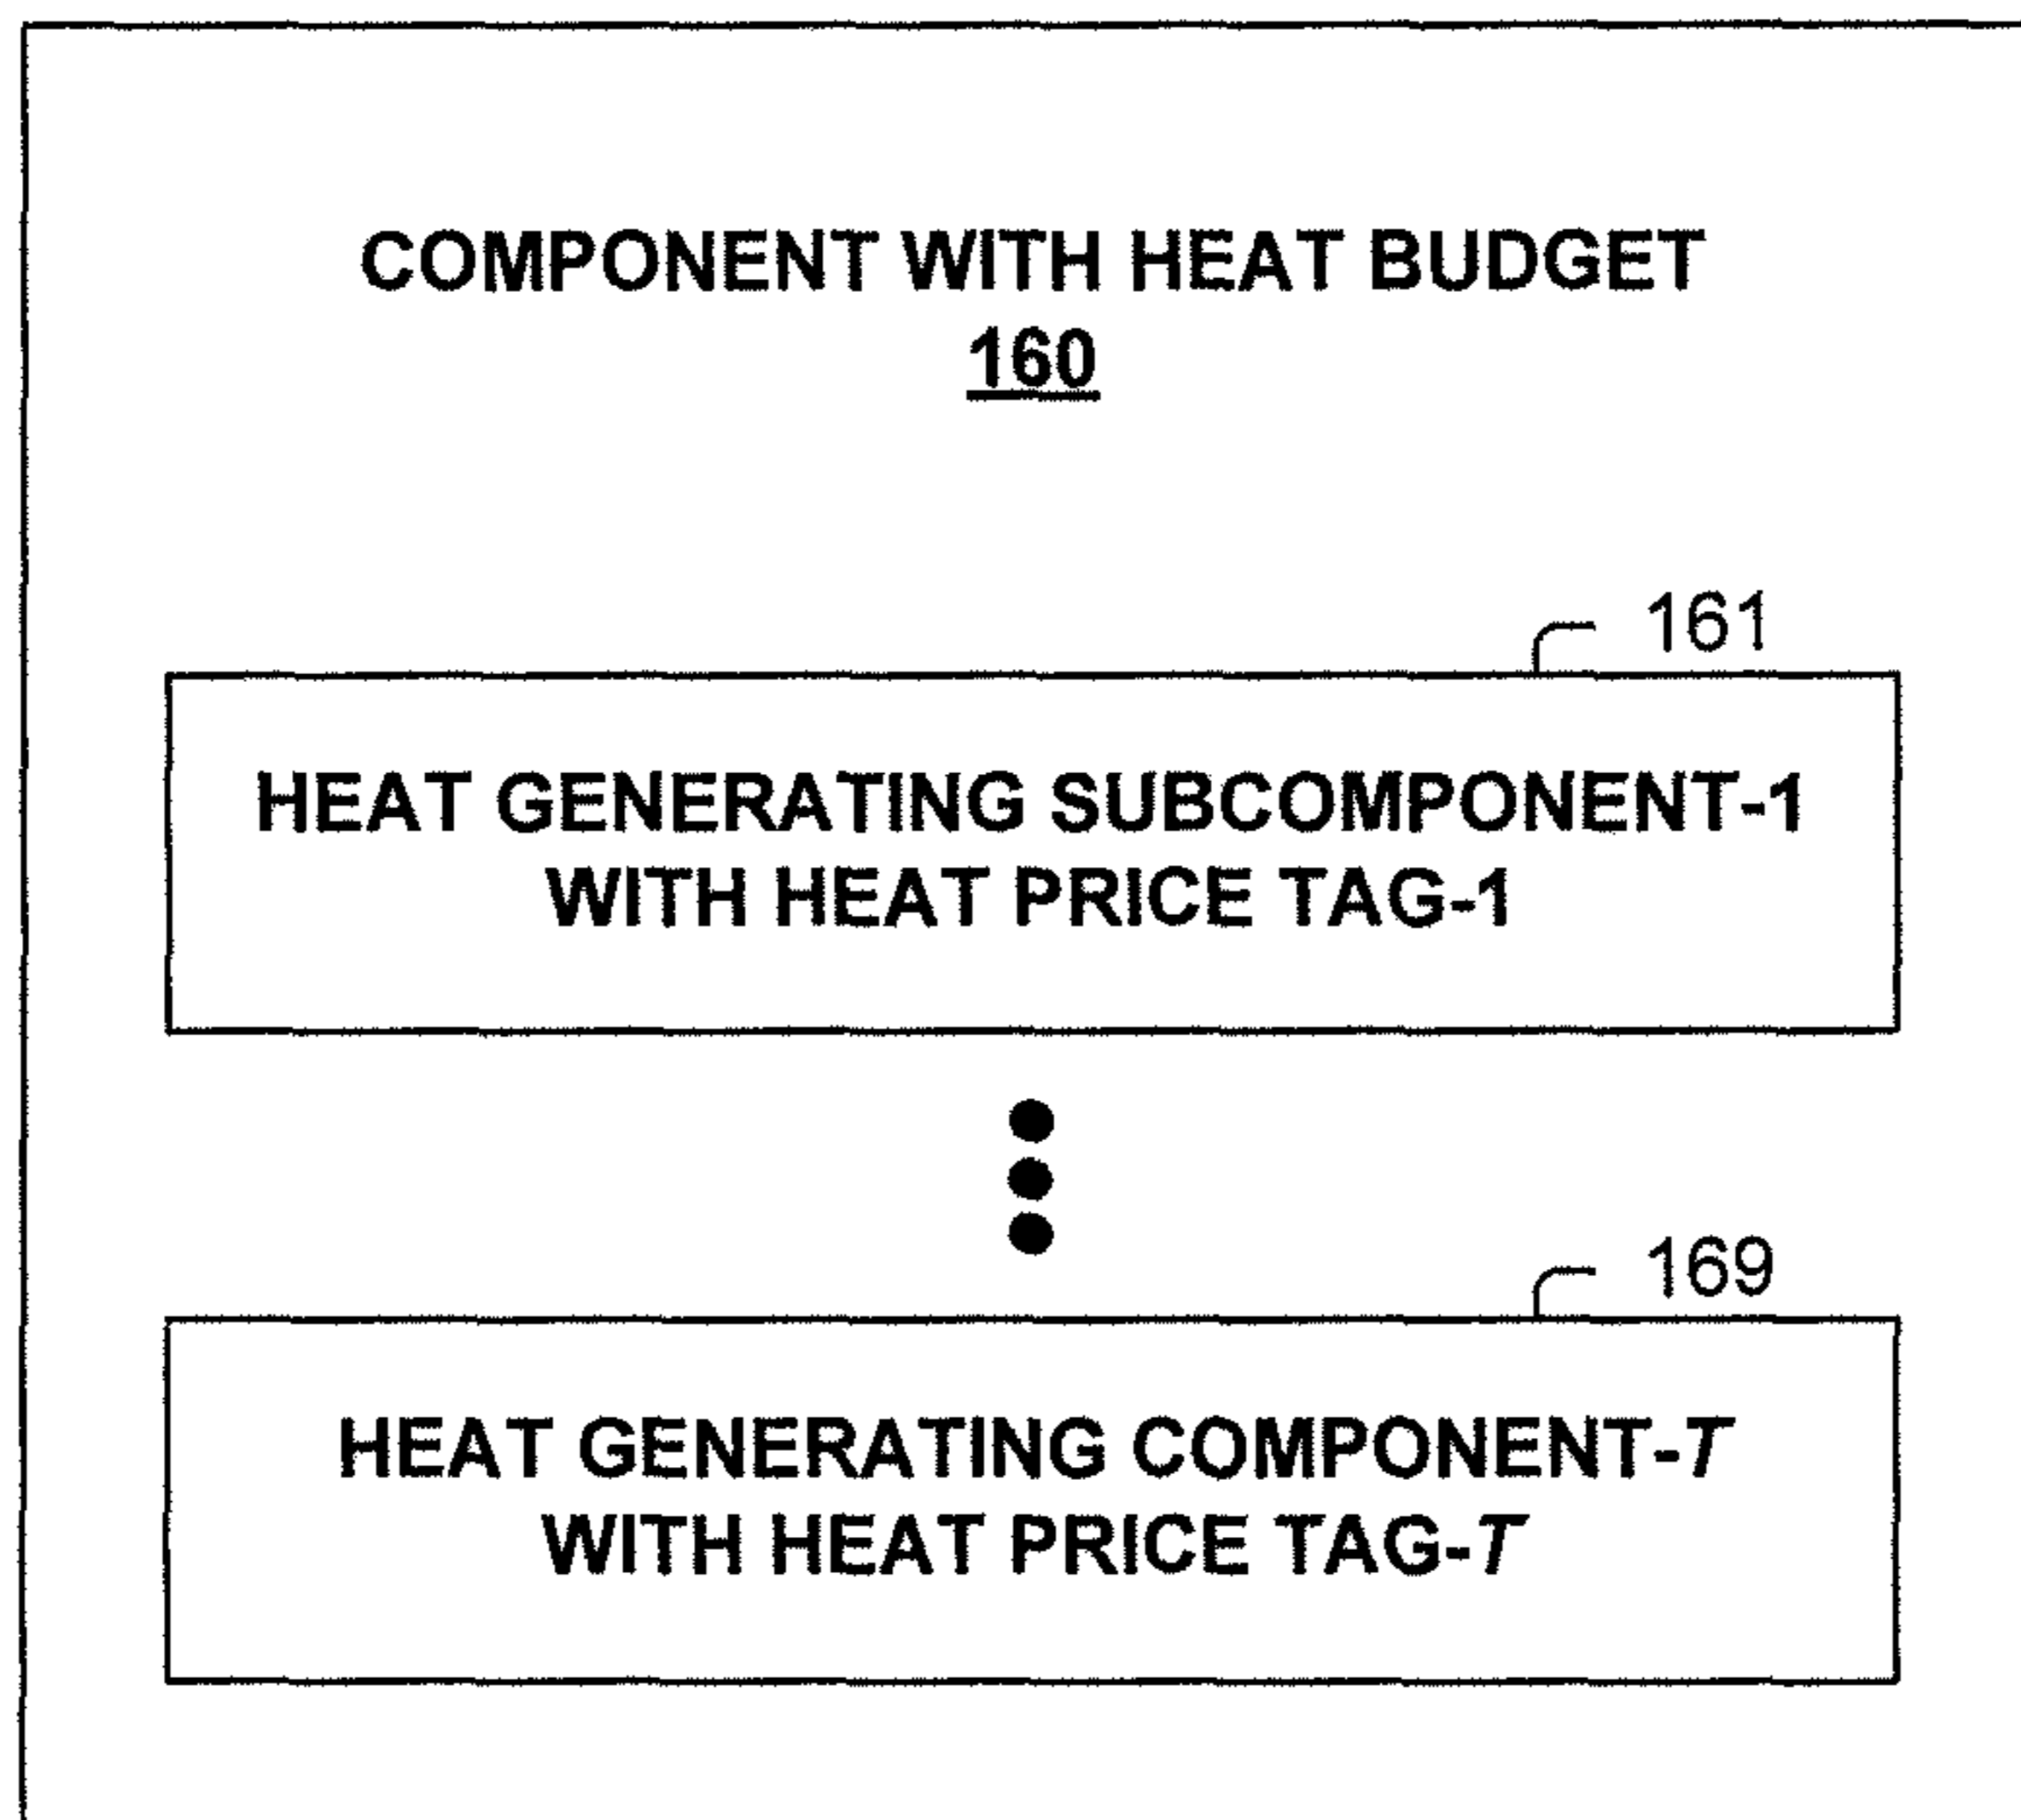 COMPONENT WITH HEAT BUDGET
160
161
HEAT GENERATING SUBCOMPONENT-1
WITH HEAT PRICE TAG-1
169
HEAT GENERATING COMPONENT-T
WITH HEAT PRICE TAG-T